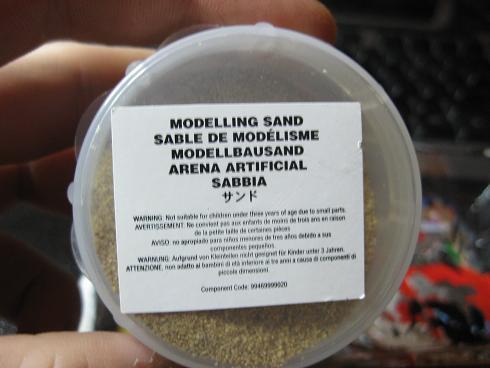 MODELLING SAND
SABLE DE MODÉLISME
MODELLBAUSAND
ARENA ARTIFICIAL
SABBIA
サンド
WARNING: Not suitable for children under three years of age due to small parts.
AVERTISSEMENT: Ne convient pas aux enfants de moins de trois ans en raison
de la petite taille de certaines pièces
AVISO: no apropiado para niños menores de tres años debido a sus
componentes pequeños.
WARNUNG: Aufgrund von Kleinteilen nicht geeignet für Kinder unter 3 Jahren.
ATTENZIONE, non adatto ai bambini di età inferiore ai tre anni a causa di componenti di
piccole dimensioni.
Component Code: 99469999020